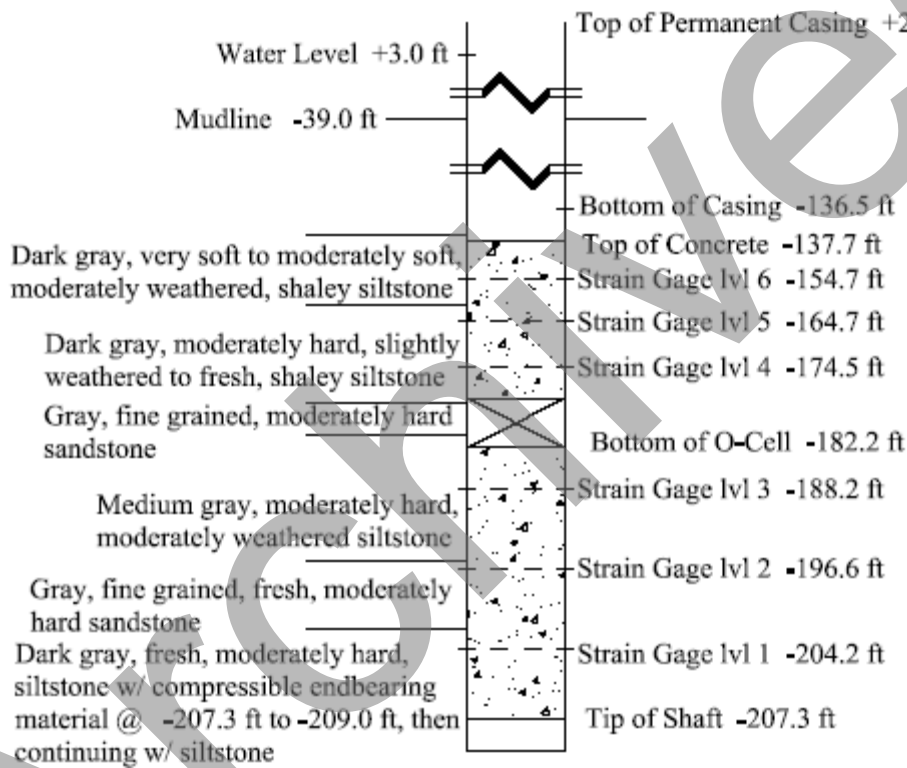 Top of Permanent Casing +2
Water Level +3.0 ft
Mudline -39.0 ft
Bottom of Casing -136.5 ft
Top of Concrete -137.7 ft
Dark gray, very soft to moderately soft,
moderately weathered, shaley siltstone
Strain Gage lvl 6 -154.7 ft
Strain Gage lvl 5 -164.7 ft
Dark gray, moderately hard, slightly
weathered to fresh, shaley siltstone
Strain Gage lvl 4 -174.5 ft
Gray, fine grained, moderately hard
sandstone
Bottom of O-Cell -182.2 ft
Strain Gage lvl 3 -188.2 ft
Medium gray, moderately hard,
moderately weathered siltstone
Strain Gage lvl 2 -196.6 ft
Gray, fine grained, fresh, moderately
hard sandstone
Strain Gage lvl 1 -204.2 ft
Dark gray, fresh, moderately hard,
siltstone w/ compressible endbearing
material @ -207.3 ft to -209.0 ft, then
continuing w/ siltstone
Tip of Shaft -207.3 ft